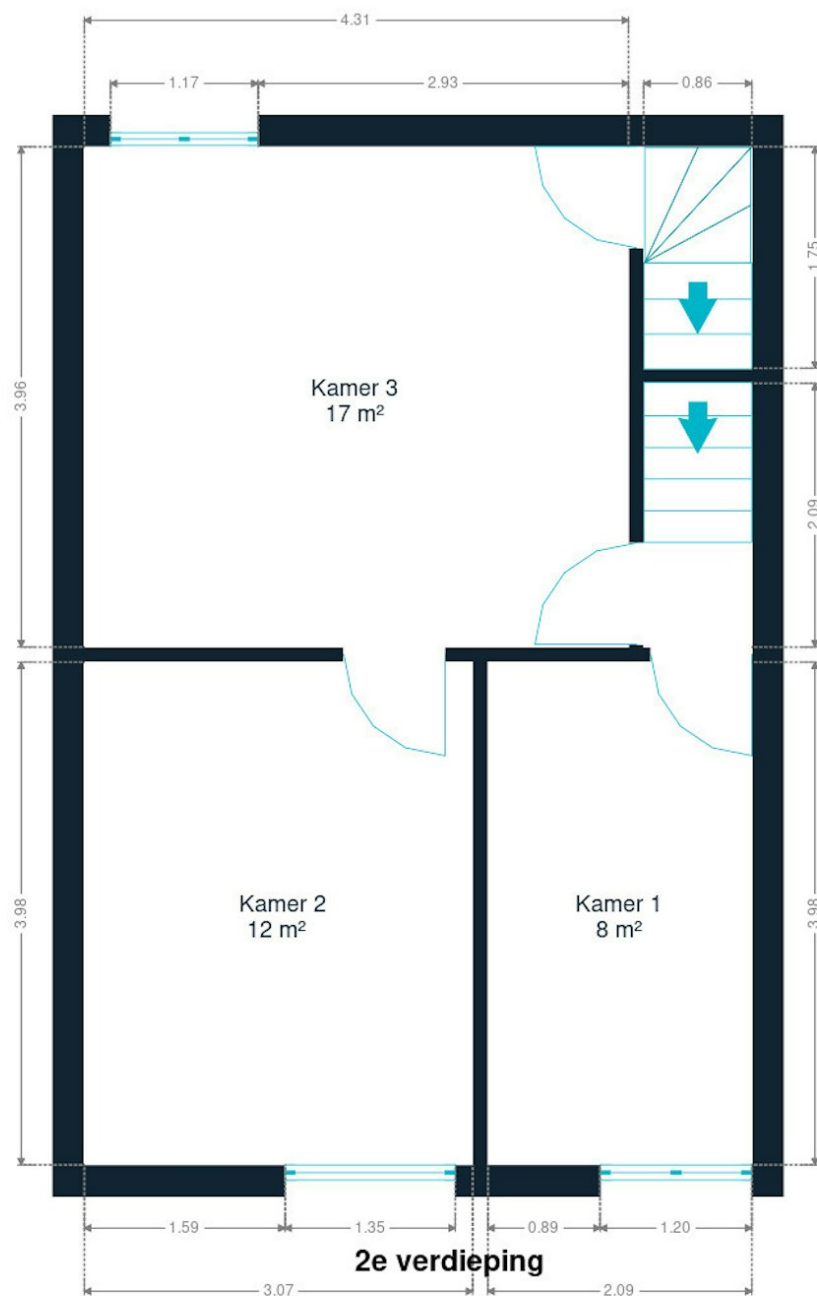 4.31
1.17
2.93
0.86
1.75
3.96
Kamer 3
17 m²
2.09
3.98
Kamer 2
12 m²
Kamer 1
8 m²
3.98
1.59
1.35
0.89
1.20
2e verdieping
3.07
2.09